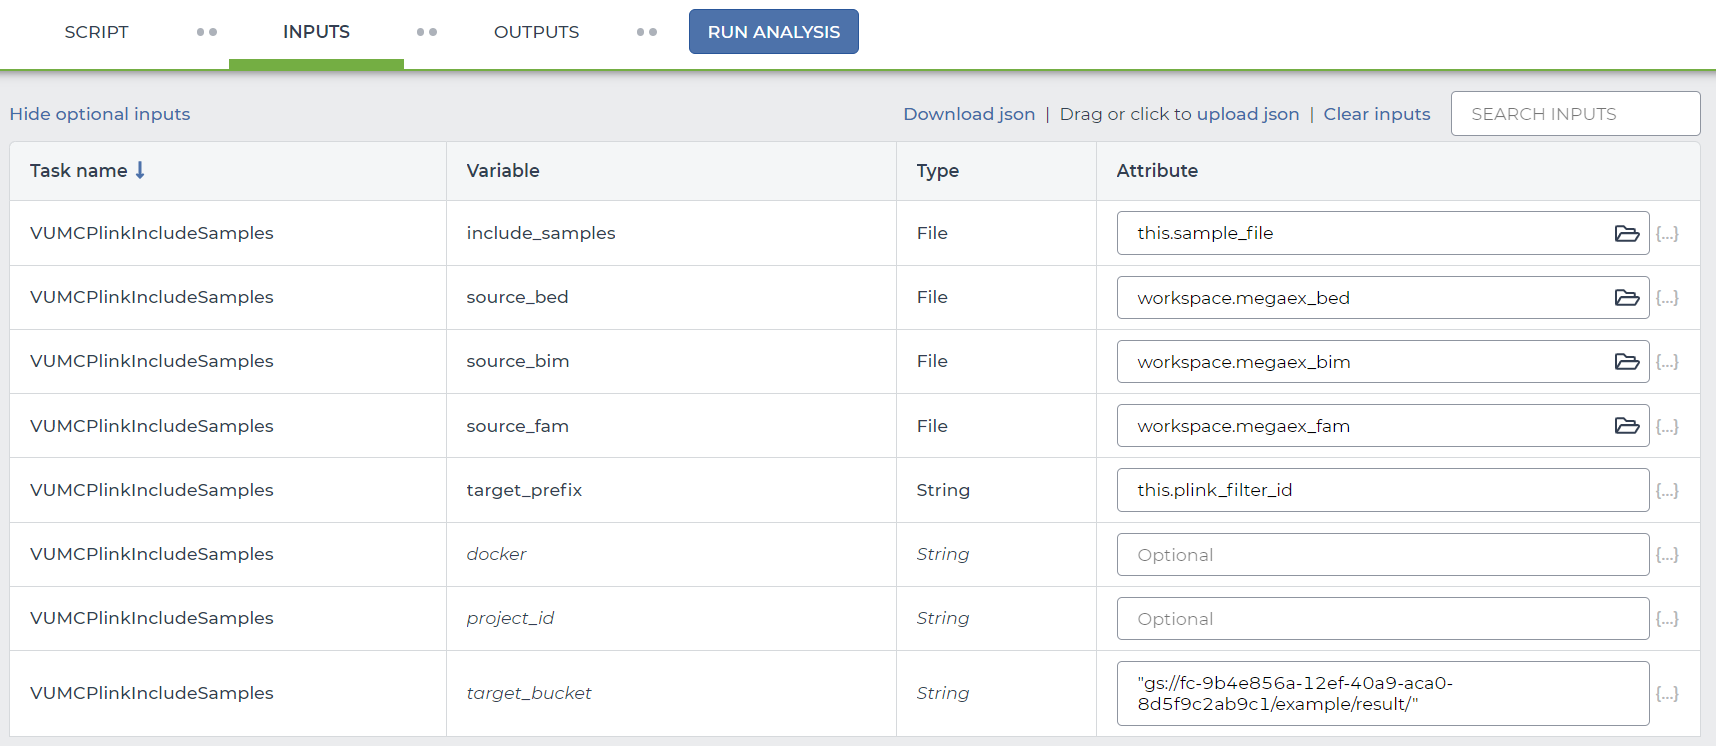 SCRIPT INPUTS OUTPUTS RUN ANALYSIS
Hide optional inputs Download json | Drag or click to upload json | Clear inputs SEARCH INPUTS
Task name Variable Type Attribute
VUMCPlinkIncludeSamples include_samples File this.sample_file {...}
VUMCPlinkIncludeSamples source_bed File workspace.megaex_bed {...}
VUMCPlinkIncludeSamples source_bim File workspace.megaex_bim {...}
VUMCPlinkIncludeSamples source_fam File workspace.megaex_fam {...}
VUMCPlinkIncludeSamples target_prefix String this.plink_filter_id {...}
VUMCPlinkIncludeSamples docker String Optional {...}
VUMCPlinkIncludeSamples project_id String Optional {...}
VUMCPlinkIncludeSamples target_bucket String "gs://fc-9b4e856a-12ef-40a9-aca0- {...}
8d5f9c2ab9c1/example/result/"